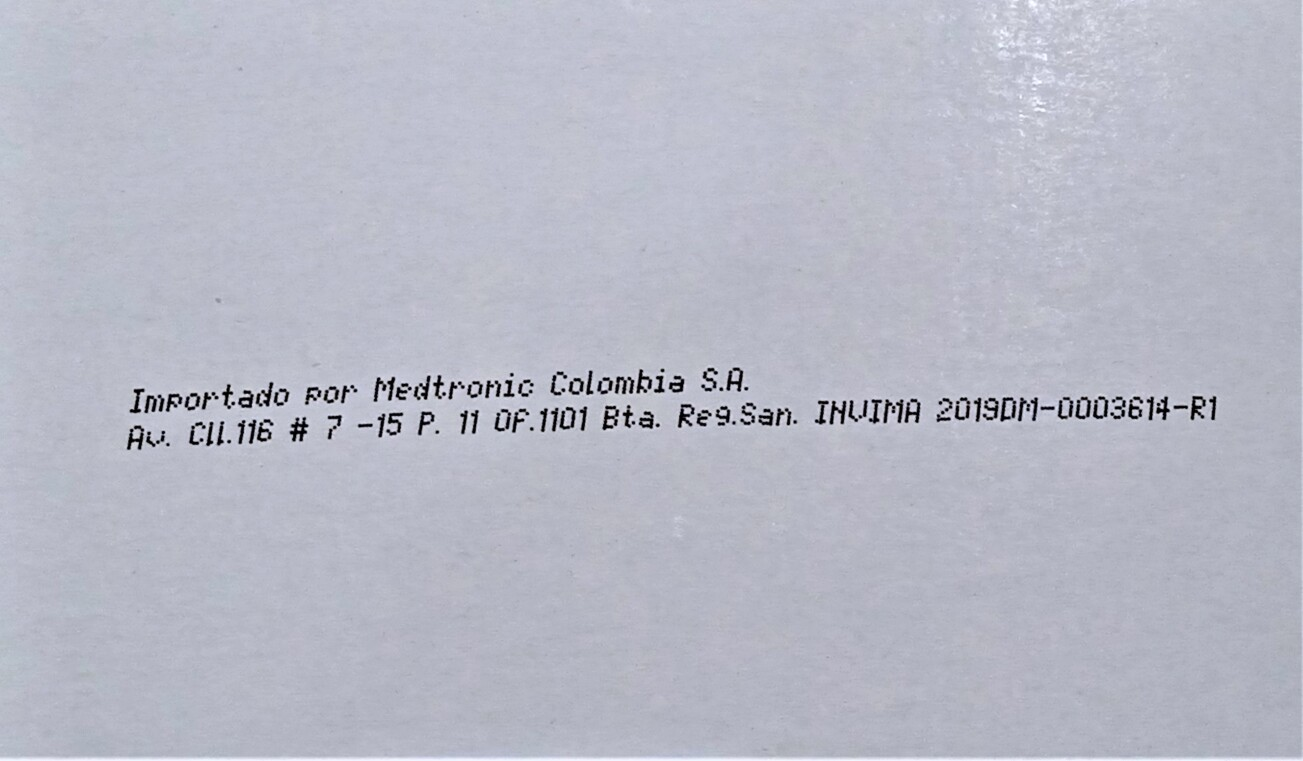 Importado por Medtronic Colombia S.A.
Av. Cll.116 # 7 -15 P. 11 Of.1101 Bta. Reg.San. INVIMA 2019DM-0003614-R1